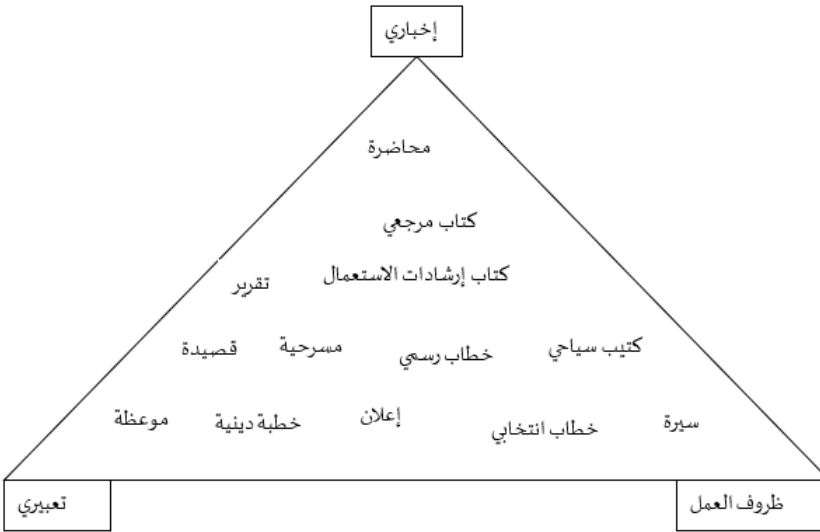 إخباري
محاضرة
كتاب مرجعي
كتاب إرشادات الاستعمال
تقرير
كتيب سياحي
خطاب رسمي
مسرحية
قصيدة
سيرة
خطاب انتخابي
إعلان
خطبة دينية
موعظة
ظروف العمل
تعبيري